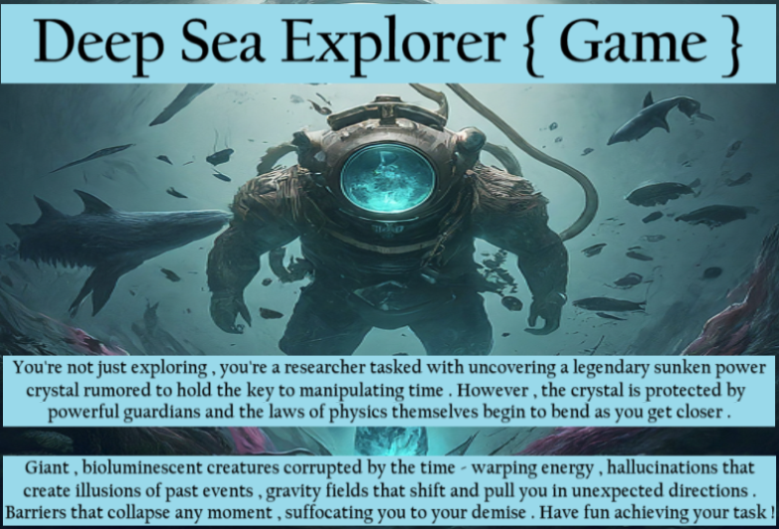 Deep Sea Explorer { Game }
You're not just exploring , you're a researcher tasked with uncovering a legendary sunken power
crystal rumored to hold the key to manipulating time . However , the crystal is protected by
powerful guardians and the laws of physics themselves begin to bend as you get closer .
Giant , bioluminescent creatures corrupted by the time - warping energy , hallucinations that
create illusions of past events , gravity fields that shift and pull you in unexpected directions .
Barriers that collapse any moment , suffocating you to your demise . Have fun achieving your task !